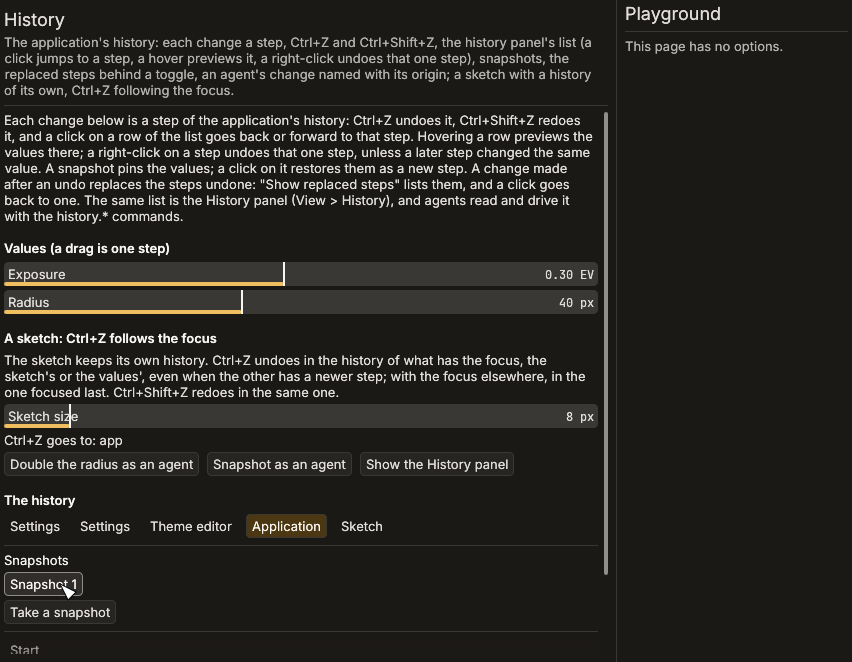 History
The application's history: each change a step, Ctrl+Z and Ctrl+Shift+Z, the history panel's list (a
click jumps to a step, a hover previews it, a right-click undoes that one step), snapshots, the
replaced steps behind a toggle, an agent's change named with its origin; a sketch with a history
of its own, Ctrl+Z following the focus.
Each change below is a step of the application's history: Ctrl+Z undoes it, Ctrl+Shift+Z redoes
it, and a click on a row of the list goes back or forward to that step. Hovering a row previews the
values there; a right-click on a step undoes that one step, unless a later step changed the same
value. A snapshot pins the values; a click on it restores them as a new step. A change made
after an undo replaces the steps undone: "Show replaced steps" lists them, and a click goes
back to one. The same list is the History panel (View > History), and agents read and drive it
with the history.* commands.
Values (a drag is one step)
Exposure 0.30 EV
Radius 40 px
A sketch: Ctrl+Z follows the focus
The sketch keeps its own history. Ctrl+Z undoes in the history of what has the focus, the
sketch's or the values', even when the other has a newer step; with the focus elsewhere, in the
one focused last. Ctrl+Shift+Z redoes in the same one.
Sketch size 8 px
Ctrl+Z goes to: app
Double the radius as an agent Snapshot as an agent Show the History panel
The history
Settings Settings Theme editor Application Sketch
Snapshots
Snapshot 1
Take a snapshot
Start
Playground
This page has no options.